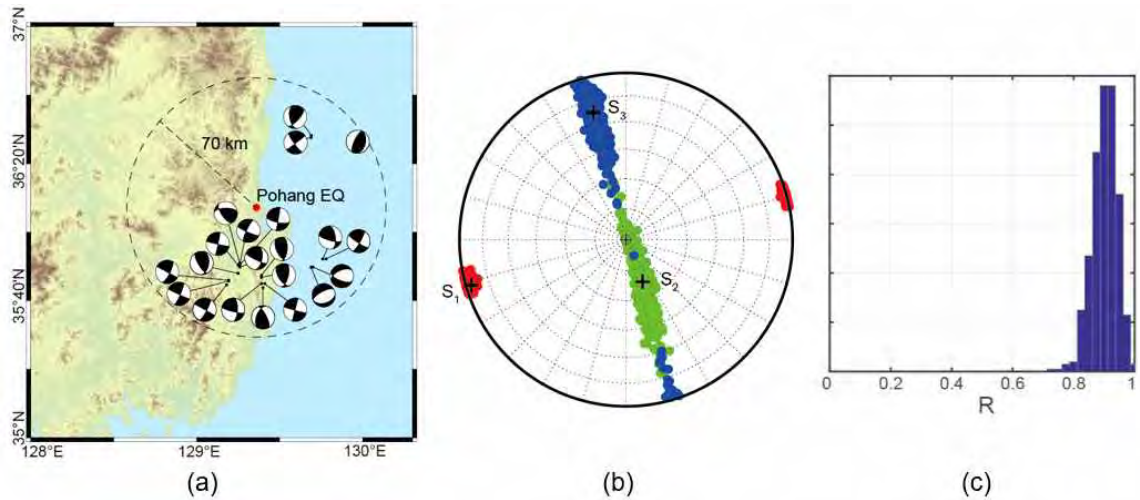 37°N
36°20'N
35°40'N
35°N
128°E
129°E
130°E
70 km
Pohang EQ
(a)
S₃
S₂
S₁
(b)
0
0.2
0.4
0.6
0.8
1
R
(c)